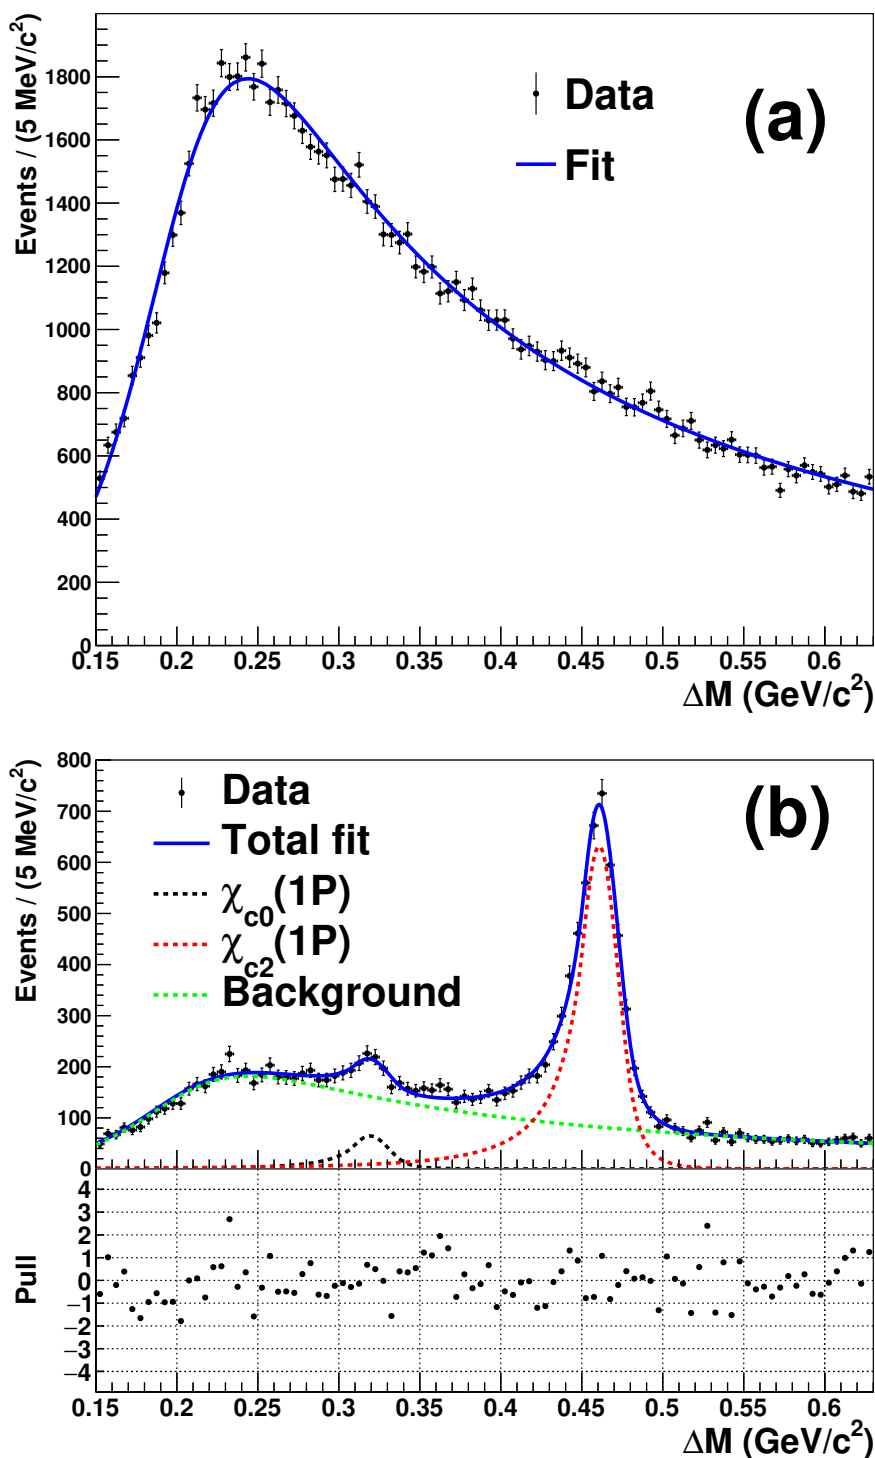 (a)
Data
Fit
Events / (5 MeV/c²)
1800
1600
1400
1200
1000
800
600
400
200
0
0.15 0.2 0.25 0.3 0.35 0.4 0.45 0.5 0.55 0.6
ΔM (GeV/c²)
(b)
Data
Total fit
χc0(1P)
χc2(1P)
Background
Events / (5 MeV/c²)
800
700
600
500
400
300
200
100
0
Pull
4
3
2
1
0
−1
−2
−3
−4
0.15 0.2 0.25 0.3 0.35 0.4 0.45 0.5 0.55 0.6
ΔM (GeV/c²)